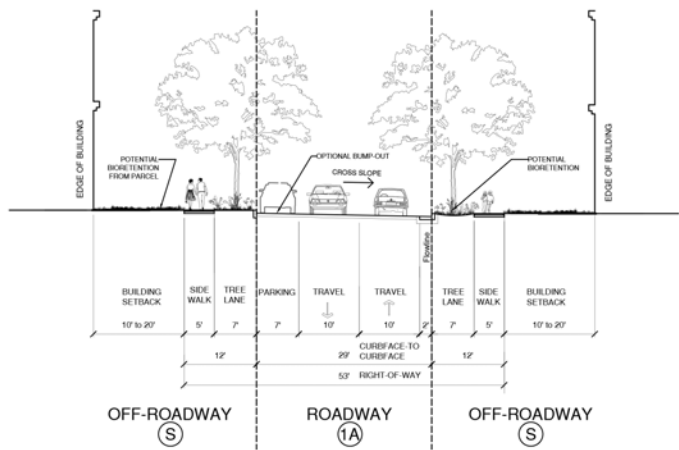 EDGE OF BUILDING
POTENTIAL
BIORETENTION
FROM PARCEL
OPTIONAL BUMP-OUT
CROSS SLOPE
POTENTIAL
BIORETENTION
EDGE OF BUILDING
Flowline
BUILDING
SETBACK
SIDE
WALK
TREE
LANE
PARKING
TRAVEL
TRAVEL
TREE
LANE
SIDE
WALK
BUILDING
SETBACK
10' to 20'
5'
7'
7'
10'
10'
2'
7'
5'
10' to 20'
12'
29'
CURBFACE-TO
CURBFACE
12'
53' RIGHT-OF-WAY
OFF-ROADWAY
S
ROADWAY
1A
OFF-ROADWAY
S